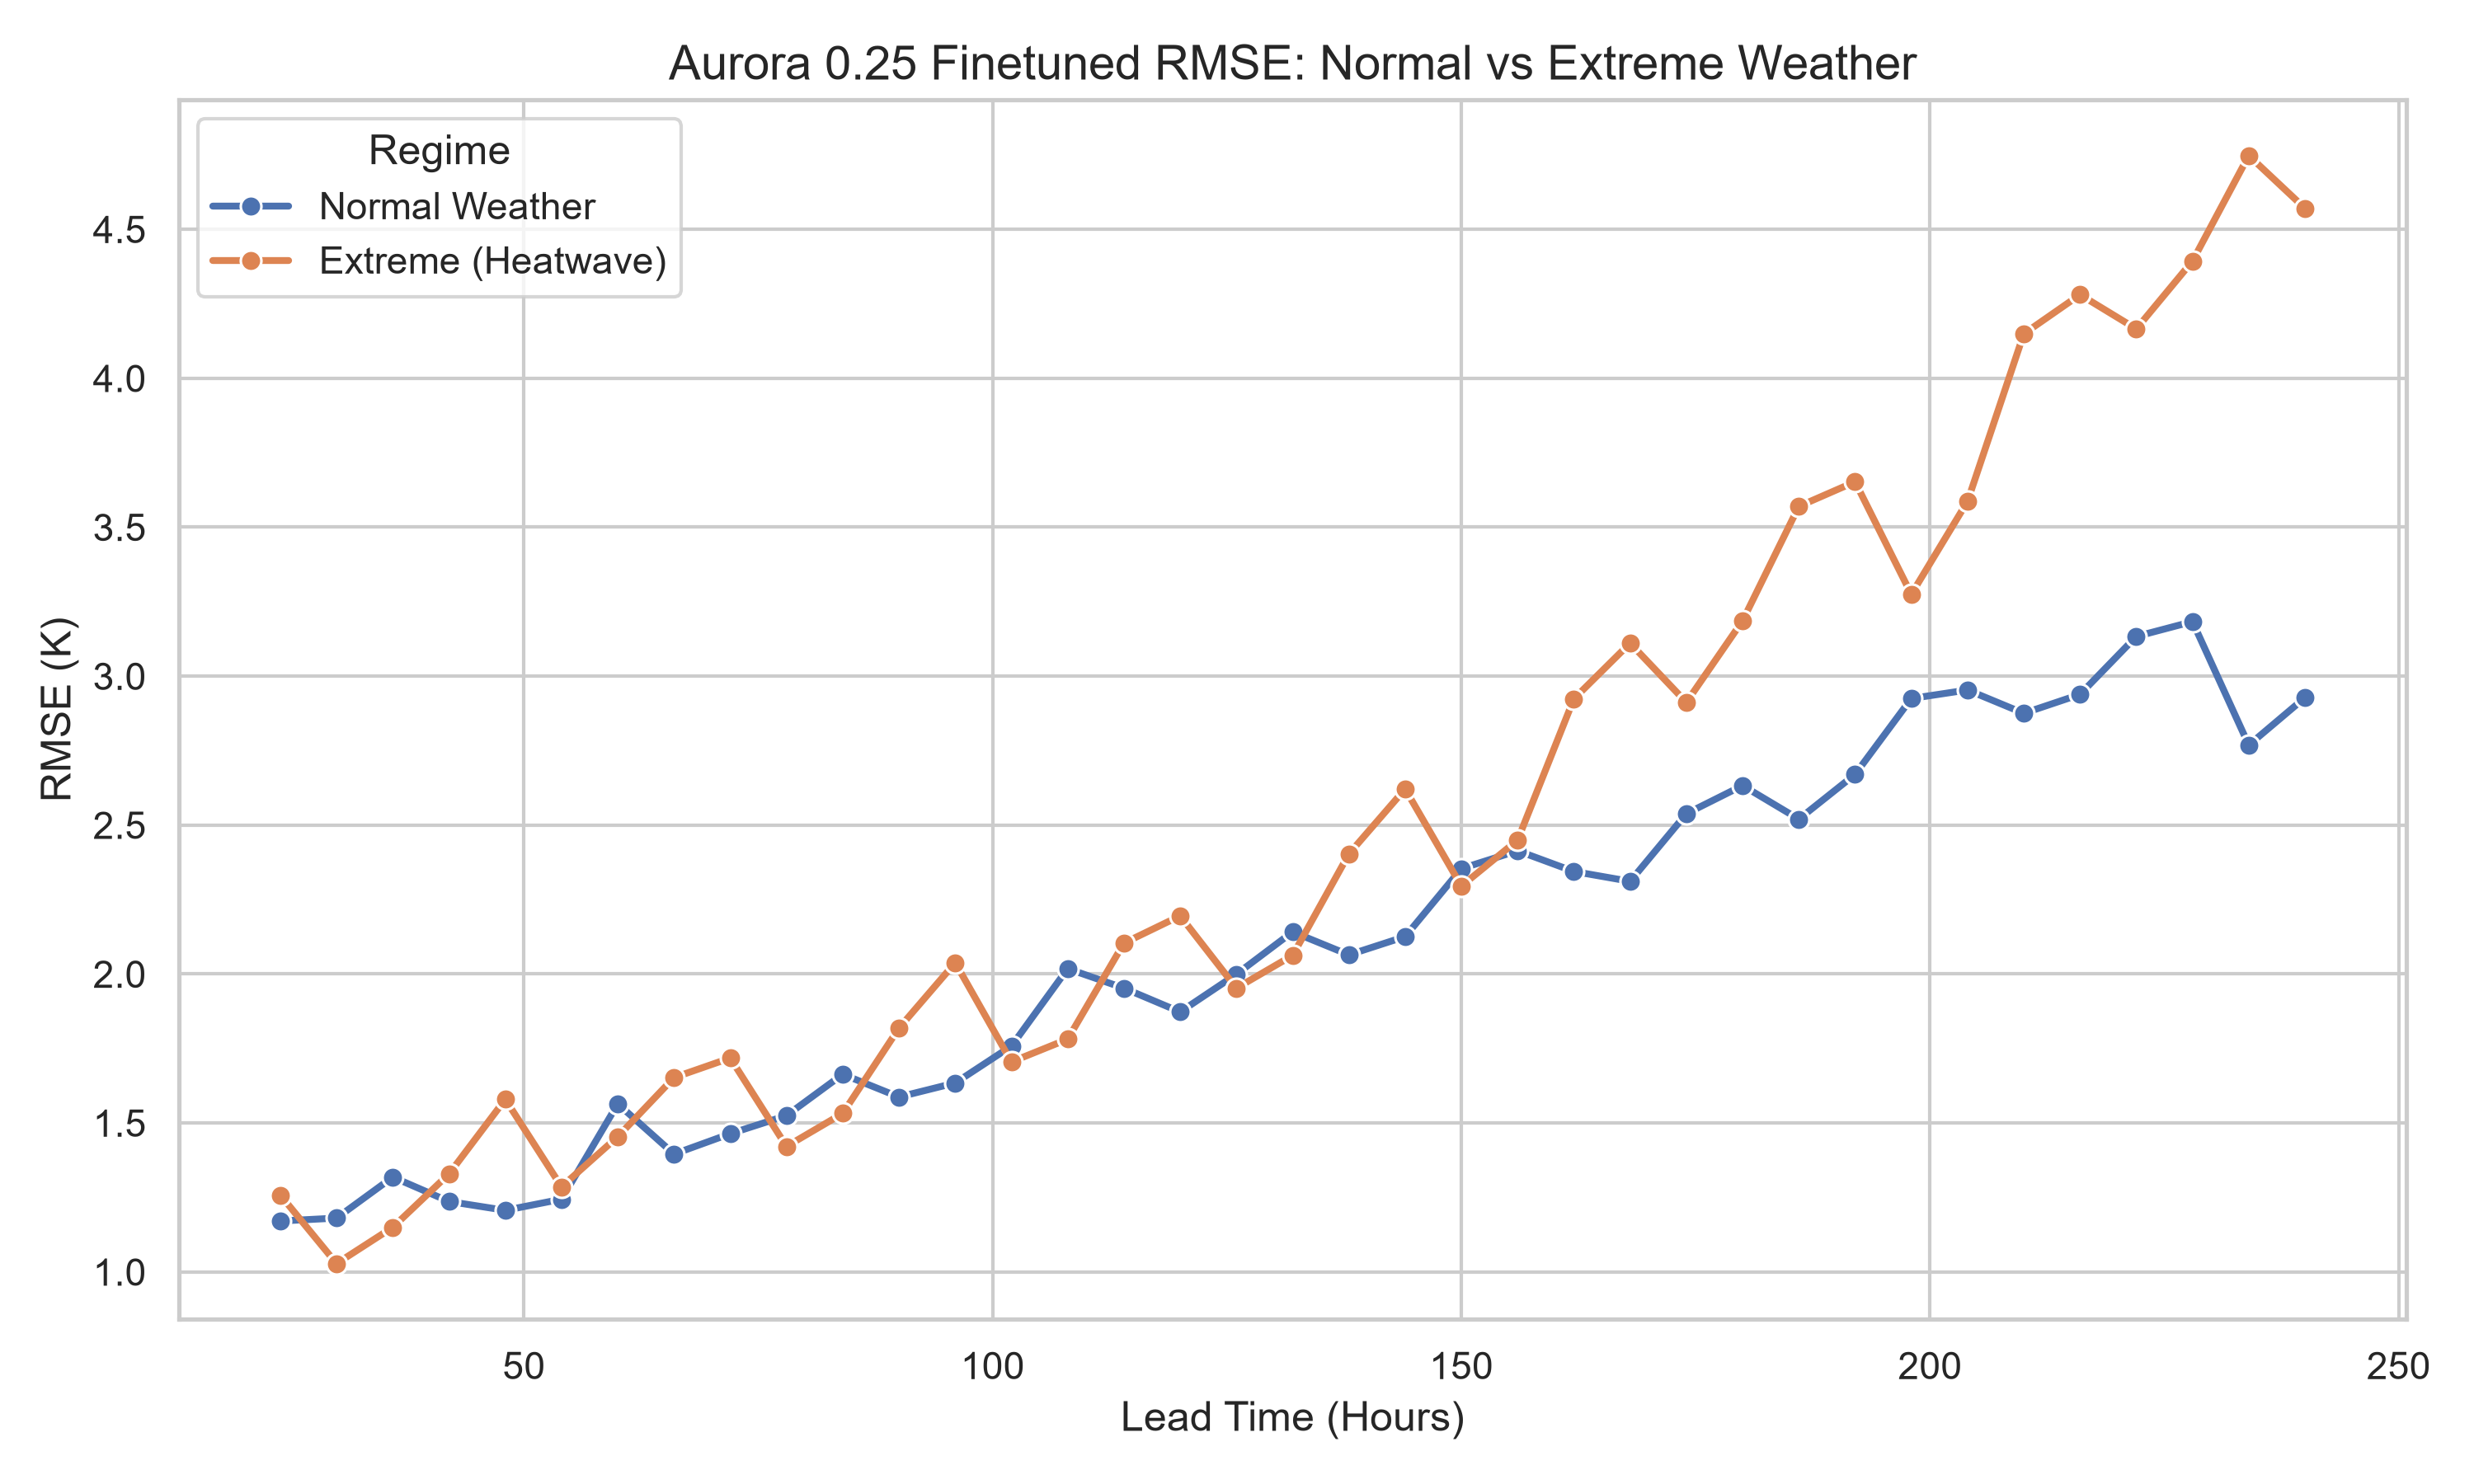 Aurora 0.25 Finetuned RMSE: Normal vs Extreme Weather
Regime
Normal Weather
Extreme (Heatwave)
4.5
4.0
3.5
3.0
2.5
2.0
1.5
1.0
RMSE (K)
50 100 150 200 250
Lead Time (Hours)